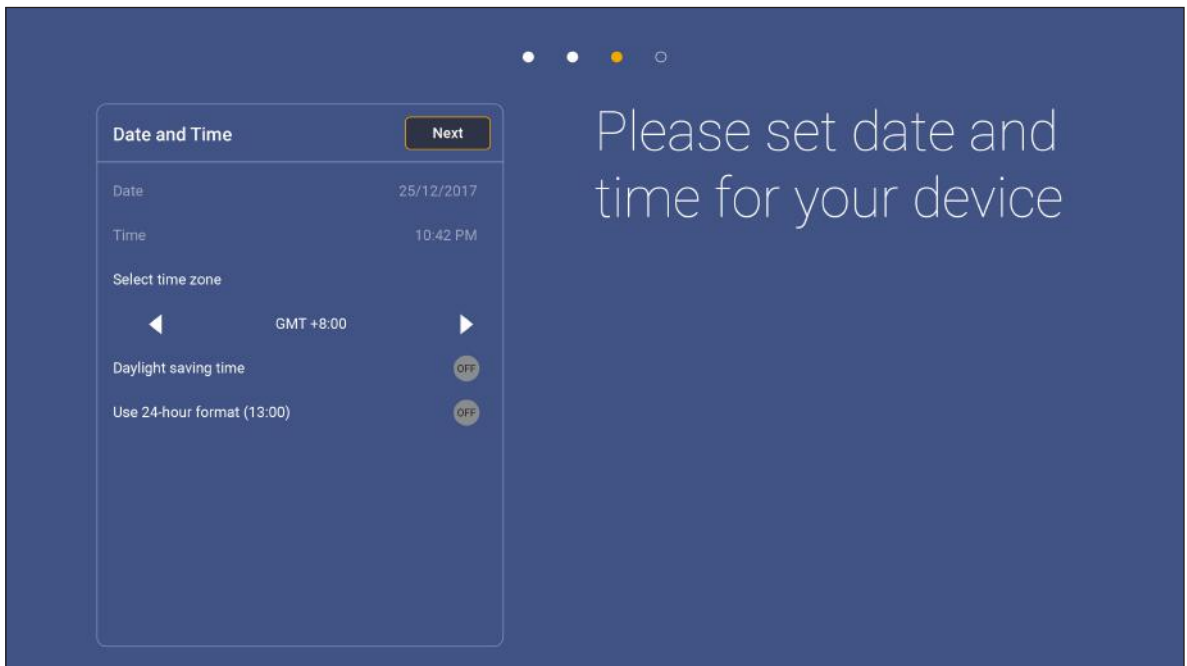 Date and Time
Next
Date 25/12/2017
Time 10:42 PM
Select time zone
GMT +8:00
Daylight saving time OFF
Use 24-hour format (13:00) OFF
Please set date and
time for your device